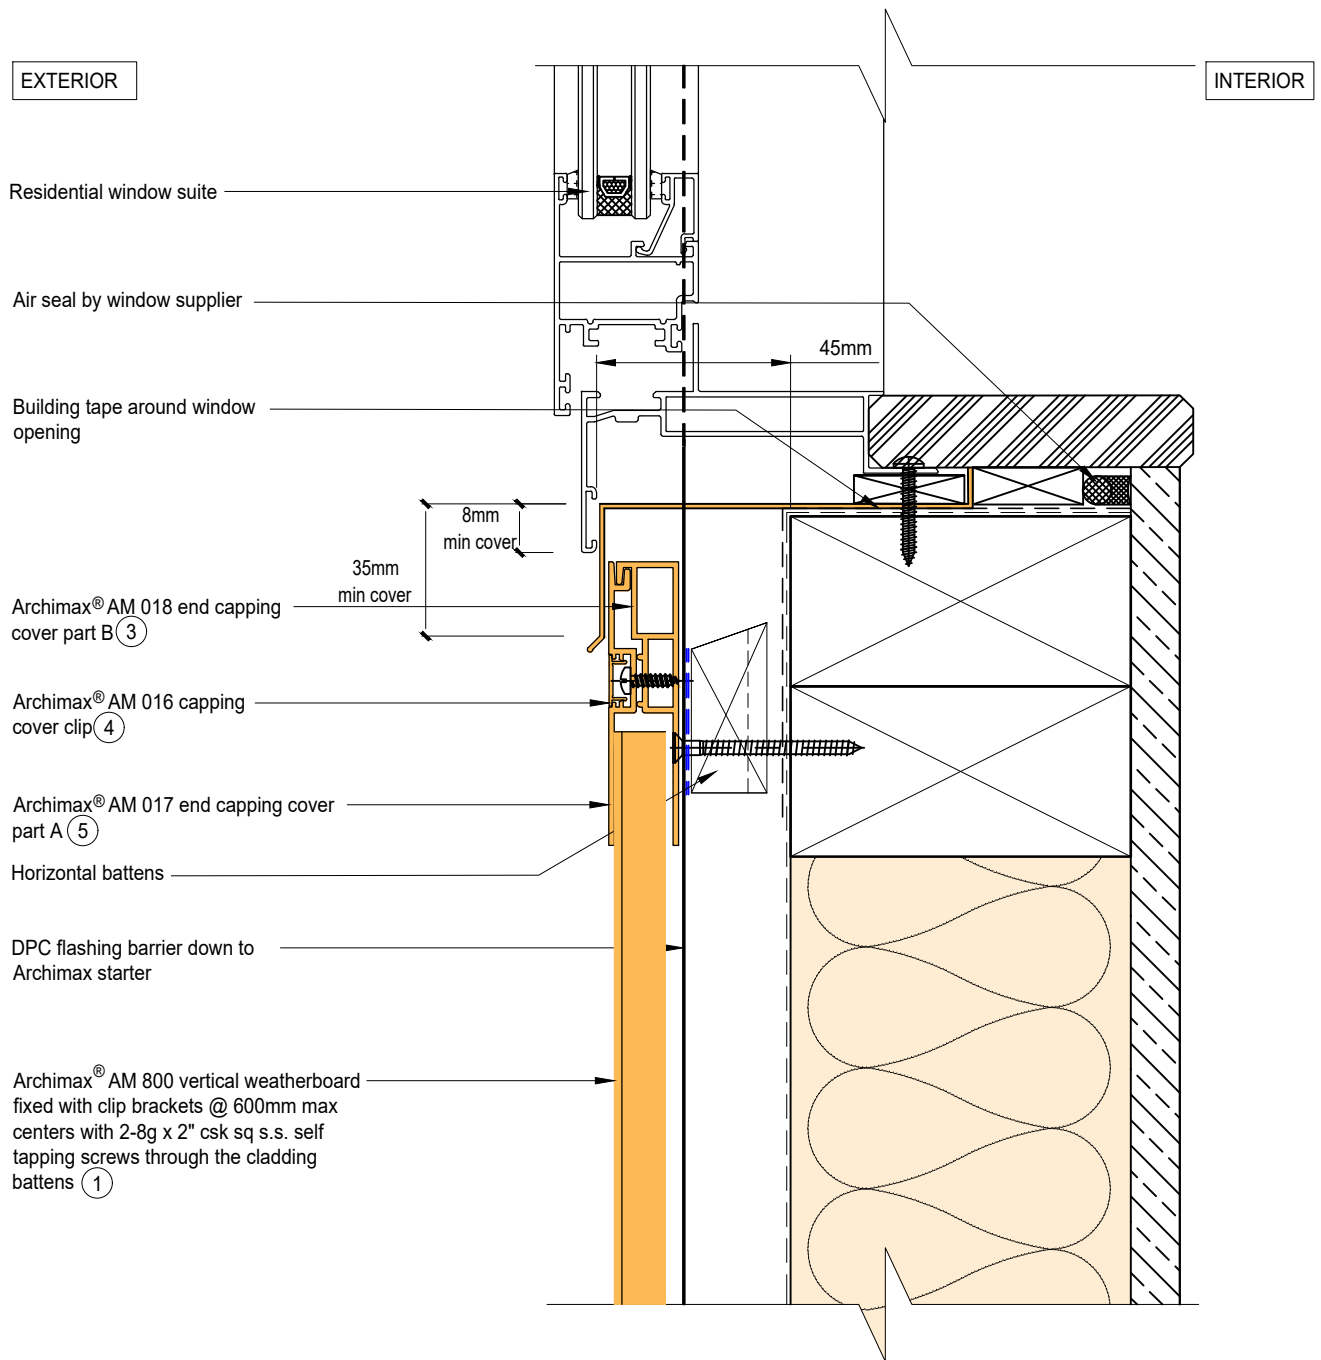 EXTERIOR
INTERIOR
Residential window suite
Air seal by window supplier
45mm
Building tape around window
opening
8mm
min cover
35mm
min cover
Archimax® AM 018 end capping
cover part B 3
Archimax® AM 016 capping
cover clip 4
Archimax® AM 017 end capping cover
part A 5
Horizontal battens
DPC flashing barrier down to
Archimax starter
Archimax® AM 800 vertical weatherboard
fixed with clip brackets @ 600mm max
centers with 2-8g x 2" csk sq s.s. self
tapping screws through the cladding
battens 1